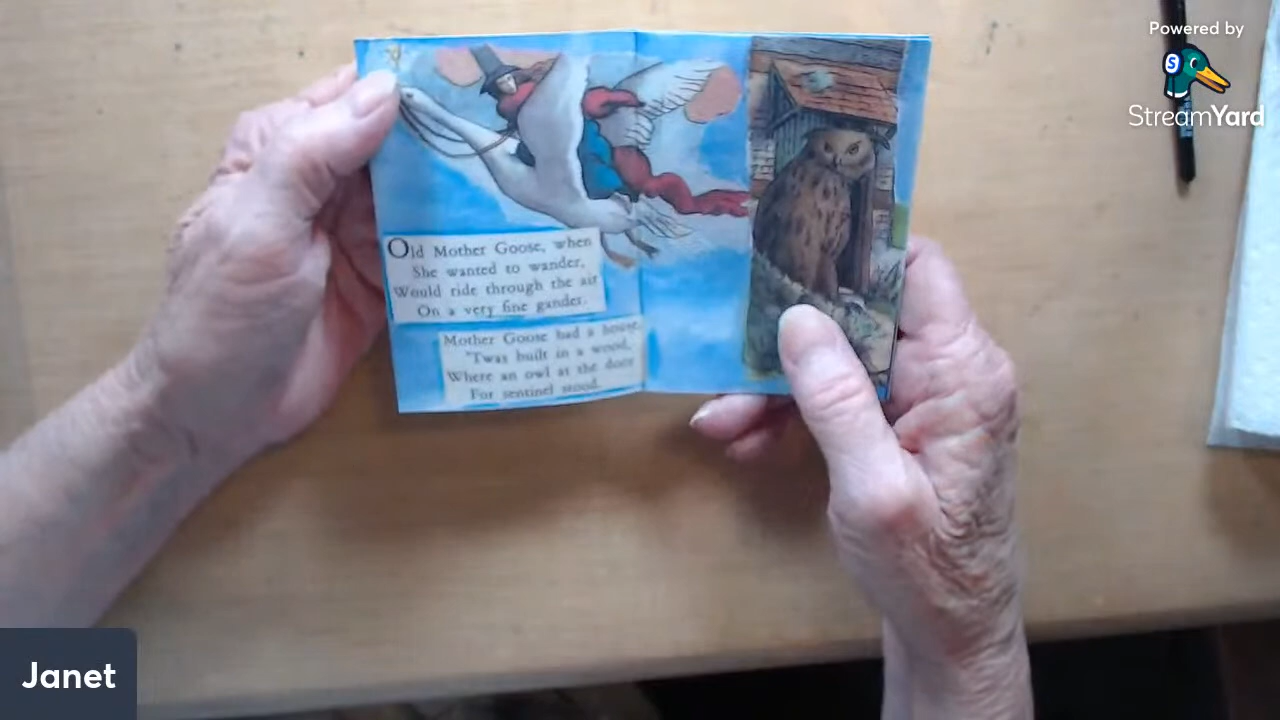 Powered by
StreamYard
Old Mother Goose, when
She wanted to wander,
Would ride through the air
On a very fine gander.
Mother Goose had a house,
'Twas built in a wood,
Where an owl at the door
For sentinel stood.
Janet